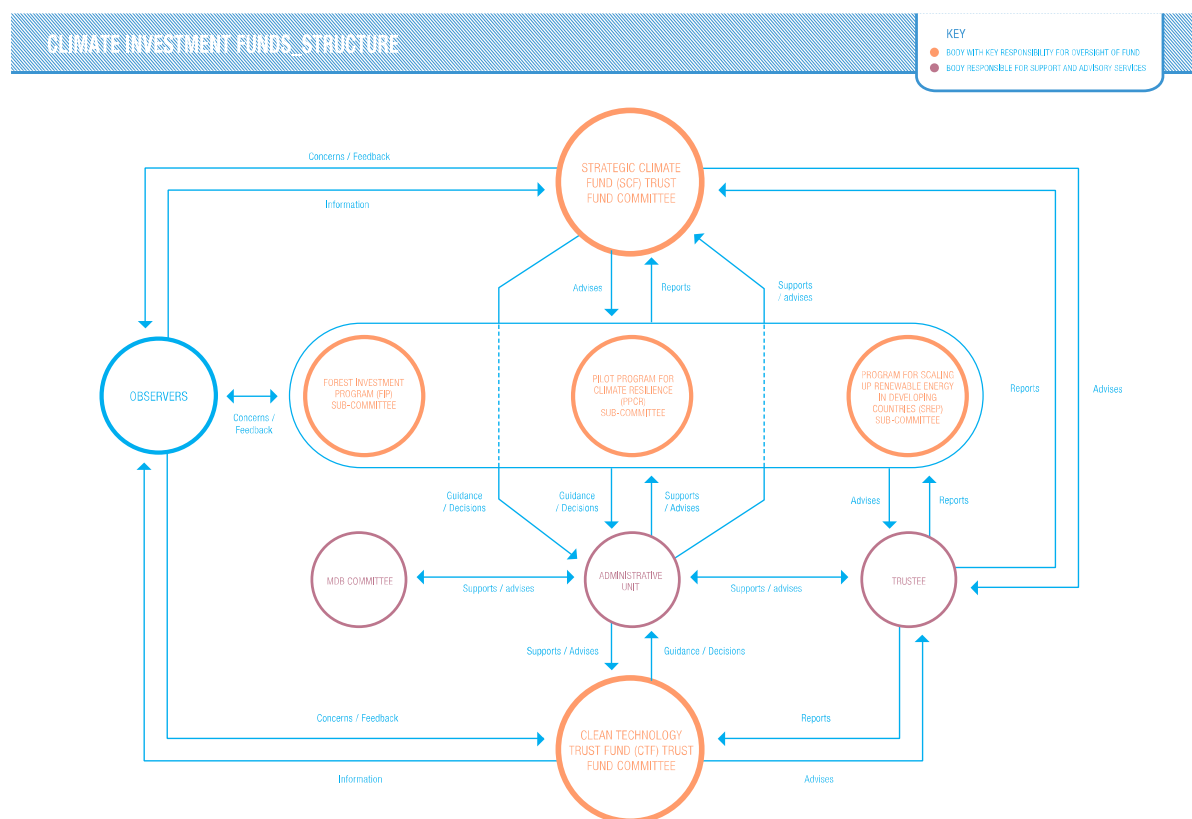 CLIMATE INVESTMENT FUNDS_STRUCTURE
KEY
BODY WITH KEY RESPONSIBILITY FOR OVERSIGHT OF FUND
BODY RESPONSIBLE FOR SUPPORT AND ADVISORY SERVICES
Concerns / Feedback
STRATEGIC CLIMATE
FUND (SCF) TRUST
FUND COMMITTEE
Information
Advises
Reports
Supports
/ advises
OBSERVERS
Concerns /
Feedback
FOREST INVESTMENT
PROGRAM (FIP)
SUB-COMMITTEE
PILOT PROGRAM FOR
CLIMATE RESILIENCE
(PPCR)
SUB-COMMITTEE
PROGRAM FOR SCALING
UP RENEWABLE ENERGY
IN DEVELOPING
COUNTRIES (SREP)
SUB-COMMITTEE
Reports
Advises
Guidance
/ Decisions
Guidance
/ Decisions
Supports
/ Advises
Advises
Reports
MDB COMMITTEE
Supports / advises
ADMINISTRATIVE
UNIT
Supports / advises
TRUSTEE
Supports / Advises
Guidance / Decisions
Concerns / Feedback
CLEAN TECHNOLOGY
TRUST FUND (CTF) TRUST
FUND COMMITTEE
Reports
Information
Advises